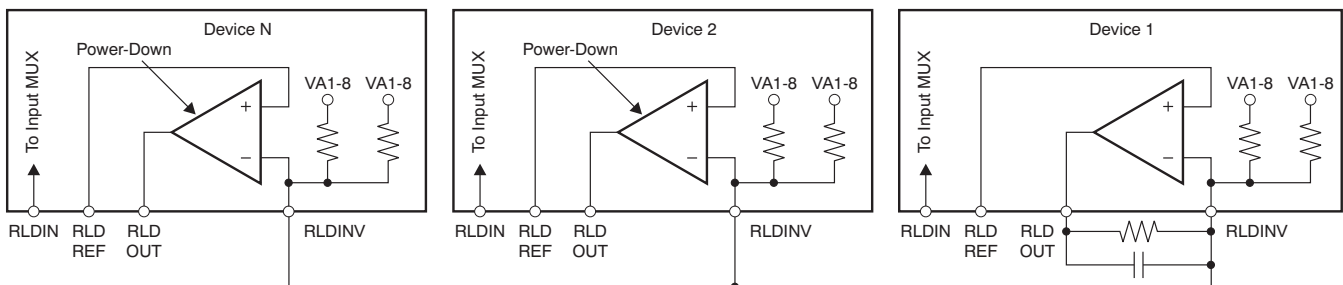 Device N
Power-Down
To Input MUX
VA1-8
VA1-8
+
−
RLDIN
RLD
REF
RLD
OUT
RLDINV
Device 2
Power-Down
To Input MUX
VA1-8
VA1-8
+
−
RLDIN
RLD
REF
RLD
OUT
RLDINV
Device 1
To Input MUX
VA1-8
VA1-8
+
−
RLDIN
RLD
REF
RLD
OUT
RLDINV